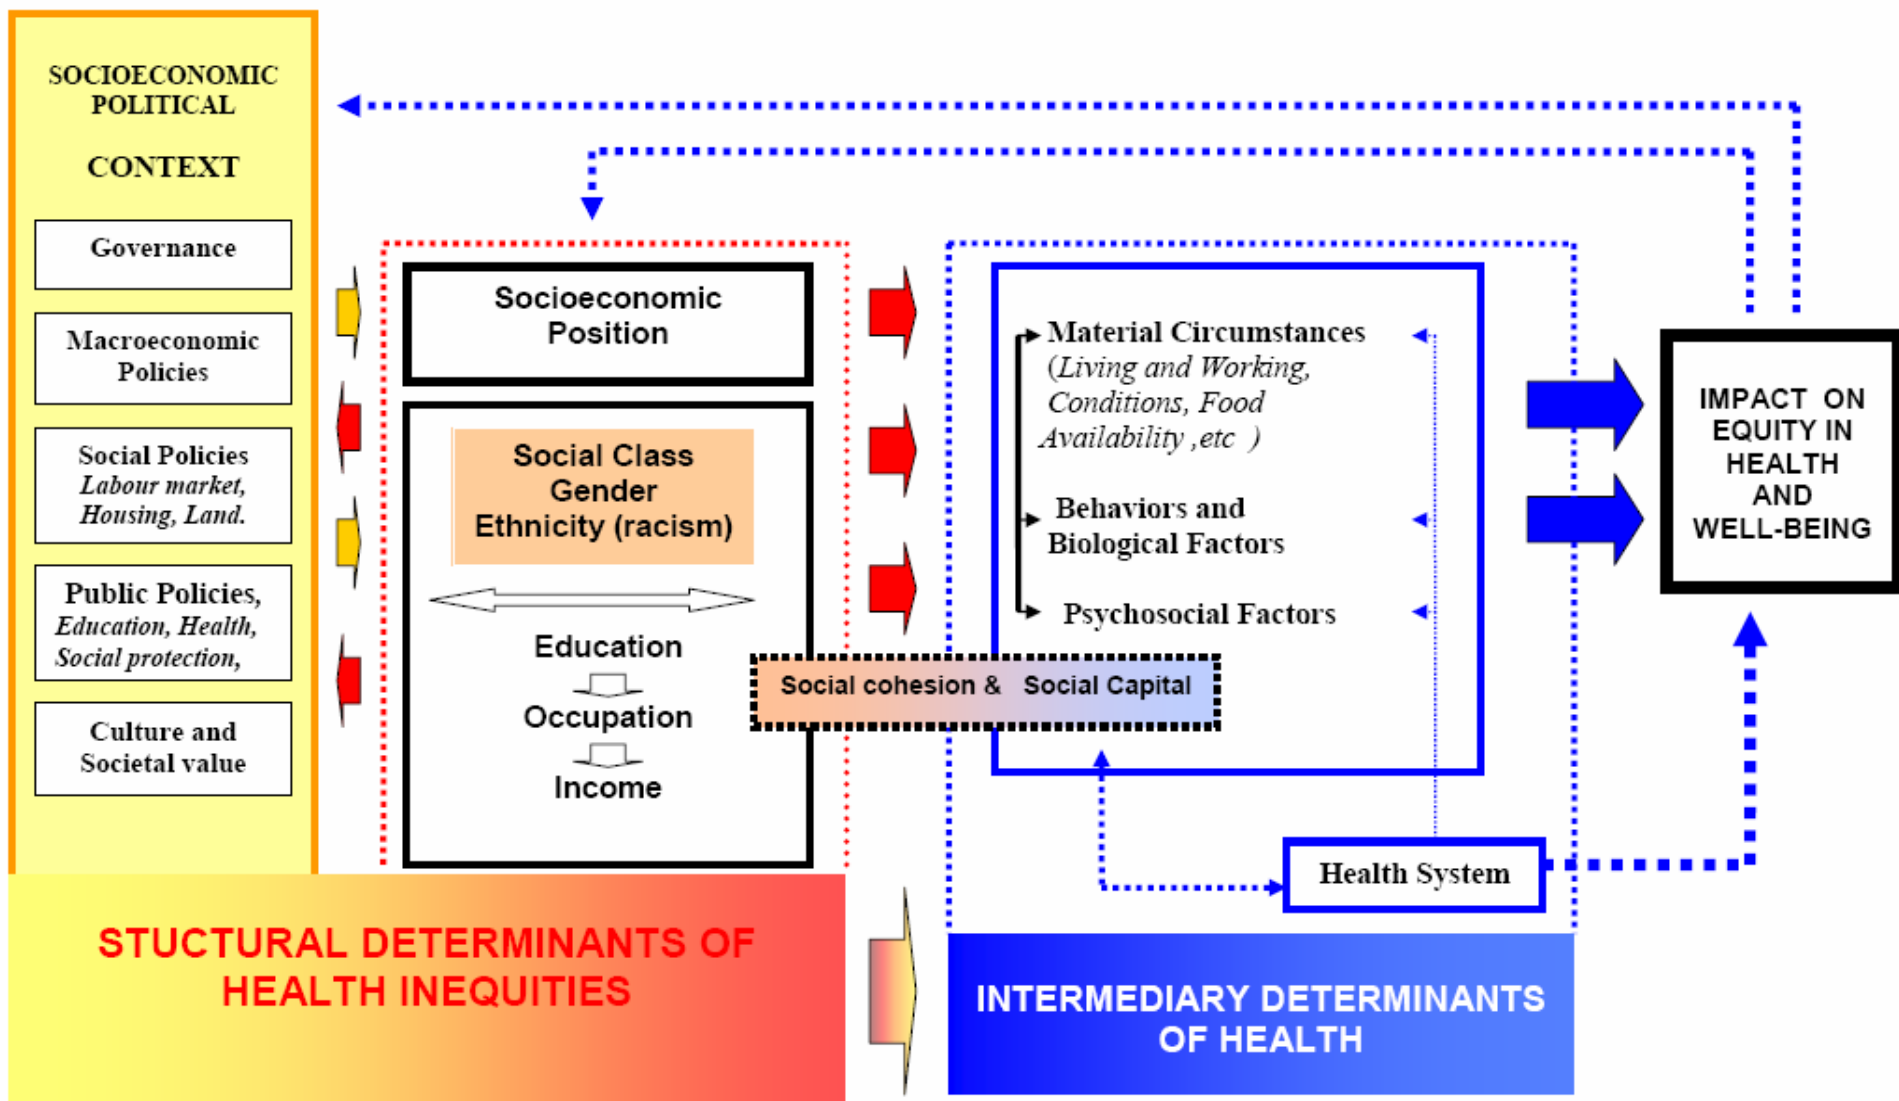 SOCIOECONOMIC
POLITICAL
CONTEXT
Governance
Macroeconomic
Policies
Social Policies
Labour market,
Housing, Land.
Public Policies,
Education, Health,
Social protection,
Culture and
Societal value
Socioeconomic
Position
Social Class
Gender
Ethnicity (racism)
Education
Occupation
Income
Social cohesion & Social Capital
Material Circumstances
(Living and Working,
Conditions, Food
Availability ,etc )
Behaviors and
Biological Factors
Psychosocial Factors
Health System
IMPACT ON
EQUITY IN
HEALTH
AND
WELL-BEING
STUCTURAL DETERMINANTS OF
HEALTH INEQUITIES
INTERMEDIARY DETERMINANTS
OF HEALTH